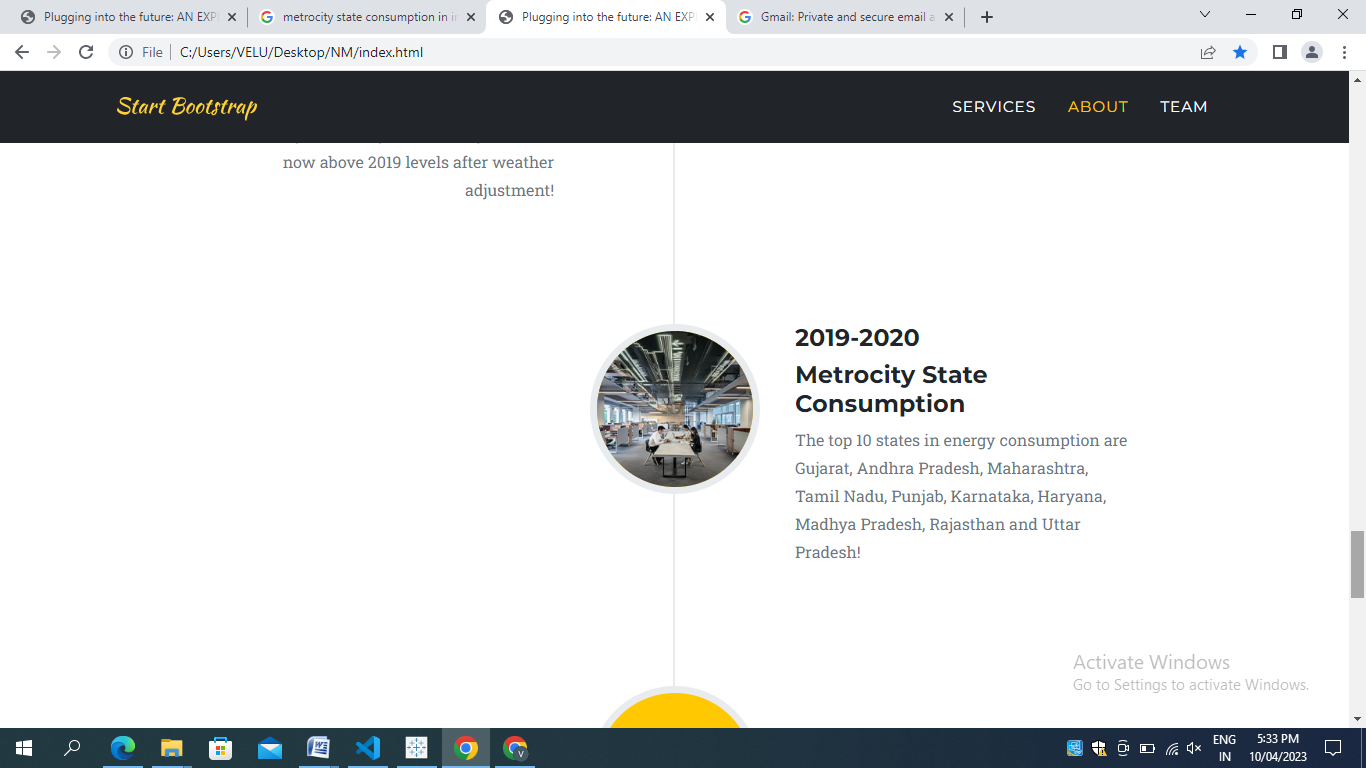 Plugging into the future: AN EXP
metrocity state consumption in i
Plugging into the future: AN EXP
Gmail: Private and secure email a
File
C:/Users/VELU/Desktop/NM/index.html
Start Bootstrap
SERVICES
ABOUT
TEAM
now above 2019 levels after weather
adjustment!
2019-2020
Metrocity State
Consumption
The top 10 states in energy consumption are
Gujarat, Andhra Pradesh, Maharashtra,
Tamil Nadu, Punjab, Karnataka, Haryana,
Madhya Pradesh, Rajasthan and Uttar
Pradesh!
Activate Windows
Go to Settings to activate Windows.
ENG
IN
5:33 PM
10/04/2023